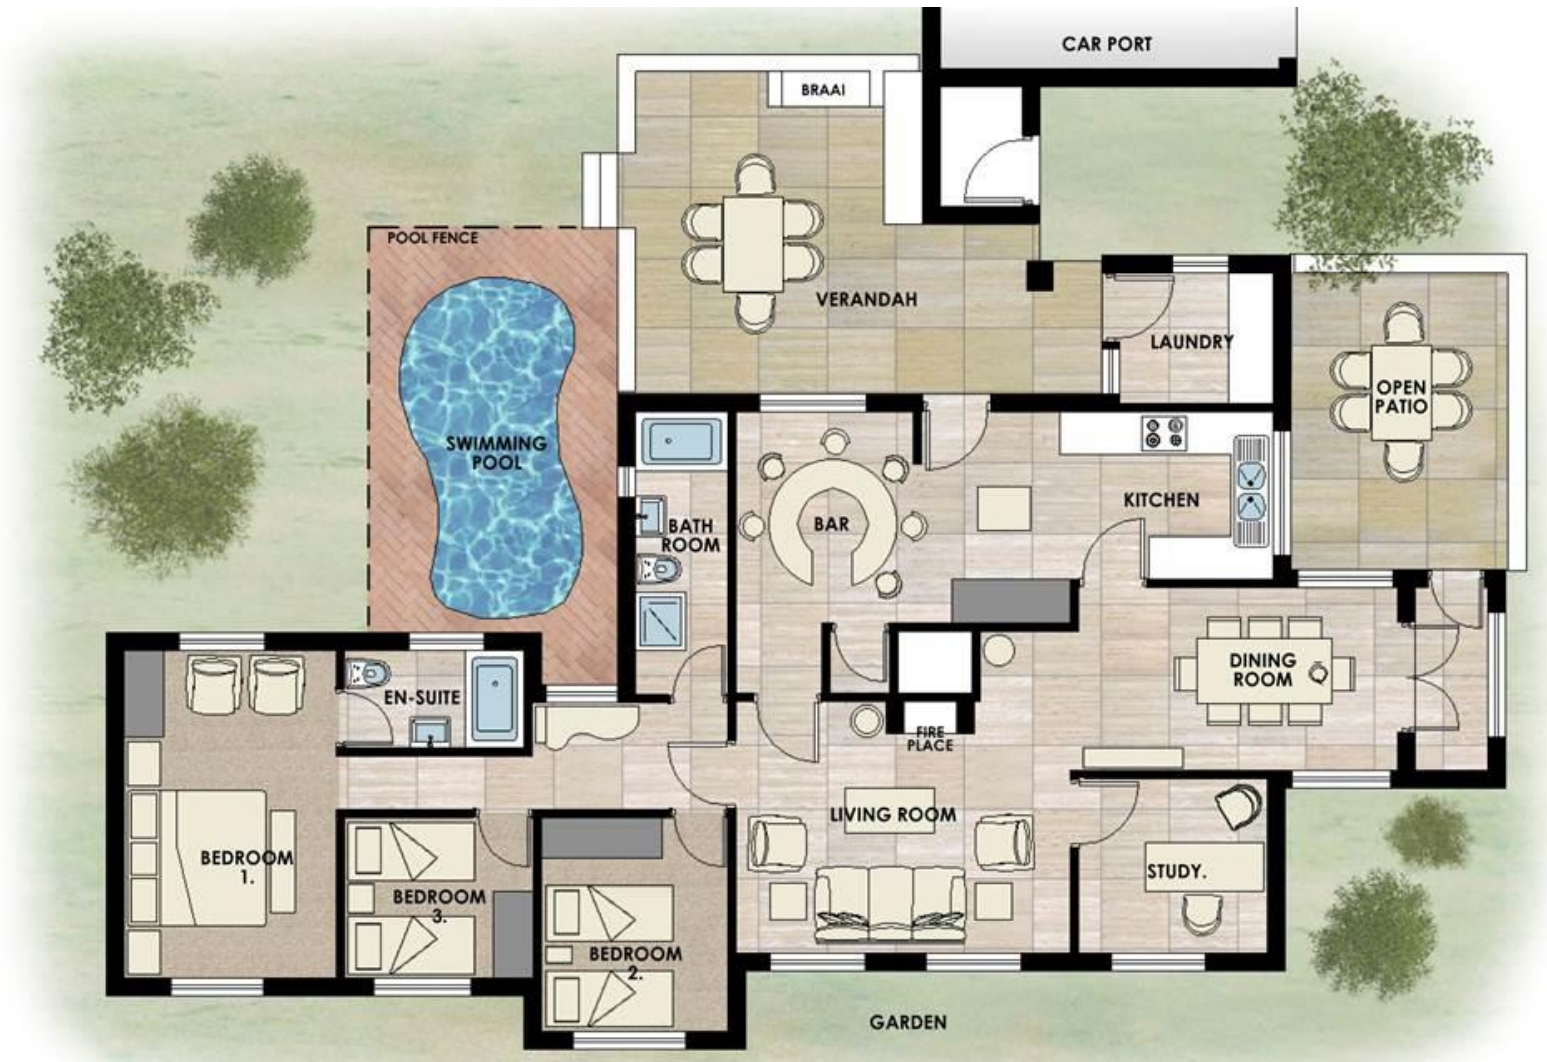 CAR PORT
BRAAI
POOL FENCE
VERANDAH
LAUNDRY
OPEN
PATIO
SWIMMING
POOL
BATH
ROOM
BAR
KITCHEN
EN-SUITE
DINING
ROOM
FIRE
PLACE
LIVING ROOM
BEDROOM
1.
BEDROOM
3.
BEDROOM
2.
STUDY.
GARDEN